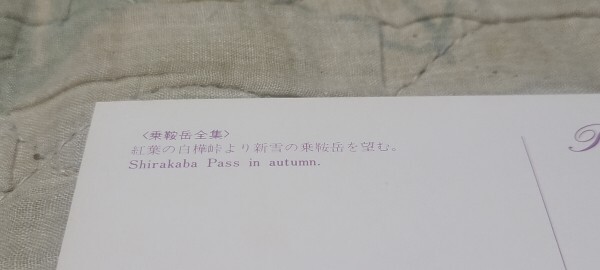 〈乗鞍岳全集〉
紅葉の白樺峠より新雪の乗鞍岳を望む。
Shirakaba Pass in autumn.